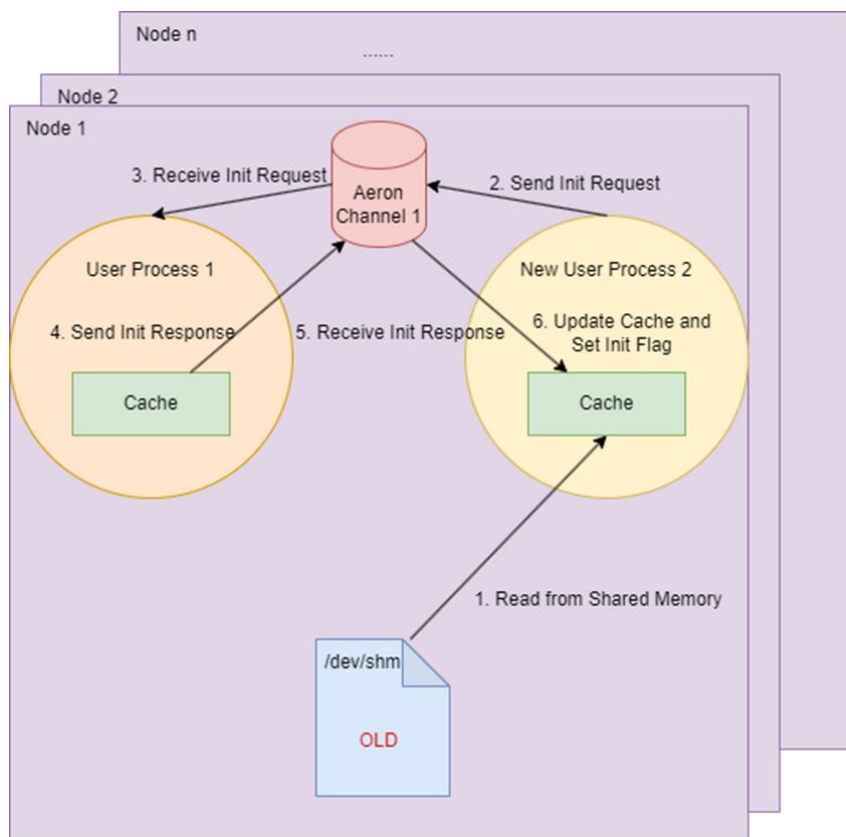 Node n
......
Node 2
Node 1
3. Receive Init Request
2. Send Init Request
Aeron
Channel 1
User Process 1
New User Process 2
4. Send Init Response
5. Receive Init Response
6. Update Cache and
Set Init Flag
Cache
Cache
1. Read from Shared Memory
/dev/shm
OLD